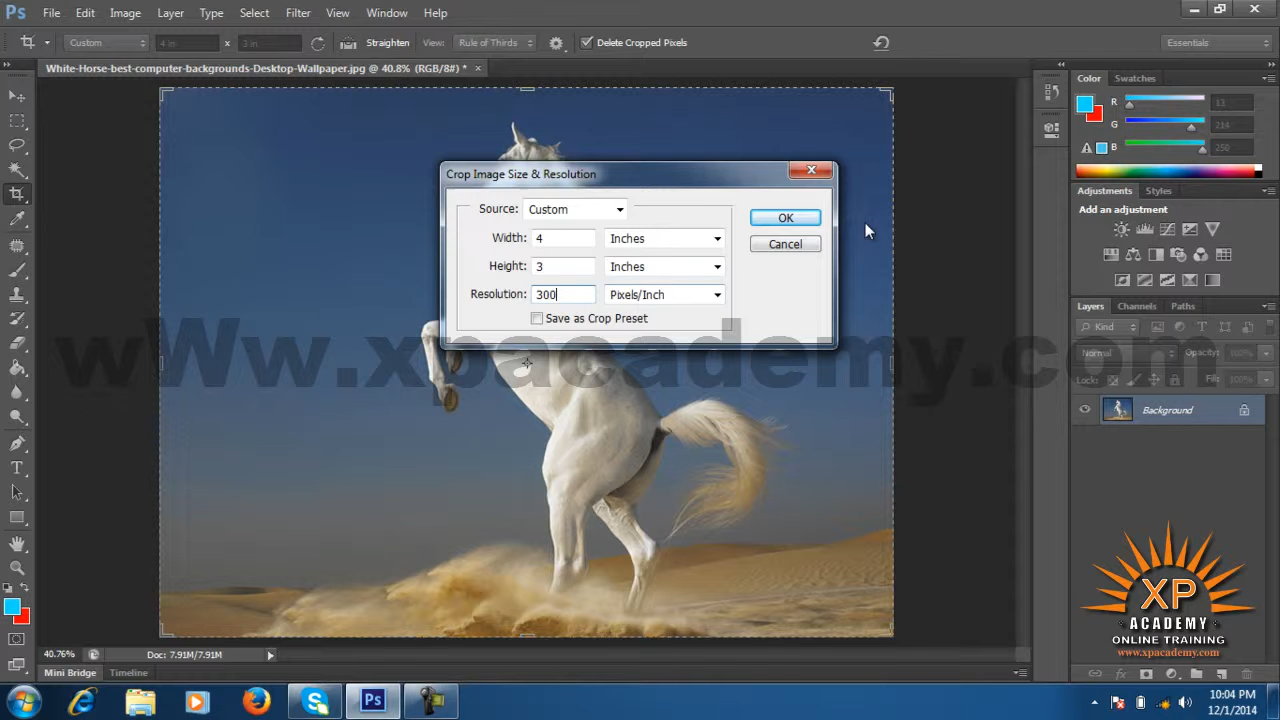 Ps File Edit Image Layer Type Select Filter View Window Help
Custom 4 in x 3 in Straighten View: Rule of Thirds Delete Cropped Pixels Essentials
White-Horse-best-computer-backgrounds-Desktop-Wallpaper.jpg @ 40.8% (RGB/8#) * ×
Crop Image Size & Resolution
Source: Custom
Width: 4 Inches
Height: 3 Inches
Resolution: 300 Pixels/Inch
Save as Crop Preset
OK
Cancel
wWw.xpacademy.com
Color Swatches
R 13
G 214
B 250
Adjustments Styles
Add an adjustment
Layers Channels Paths
Kind
Normal Opacity: 100%
Lock: Fill: 100%
Background
XP
ACADEMY
ONLINE TRAINING
www.xpacademy.com
40.76% Doc: 7.91M/7.91M
Mini Bridge Timeline
Ps
10:04 PM
12/1/2014